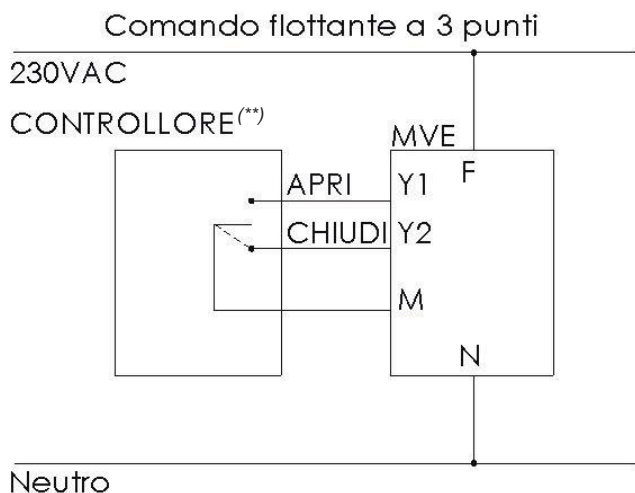 Comando flottante a 3 punti
230VAC
CONTROLLORE(**)
MVE
F
APRI
Y1
CHIUDI
Y2
M
N
Neutro